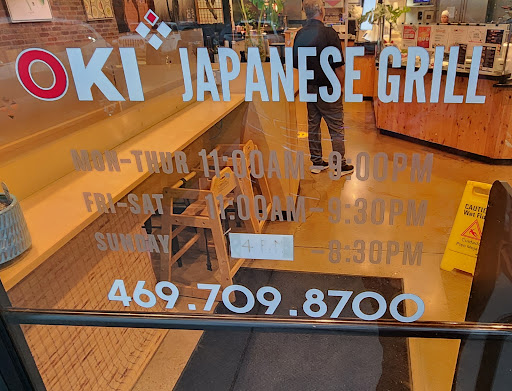 OKI JAPANESE GRILL
MON-THUR 11:00AM-9:00PM
FRI-SAT 11:00AM-9:30PM
SUNDAY -8:30PM
469.709.8700
CAUTION
Wet Floor